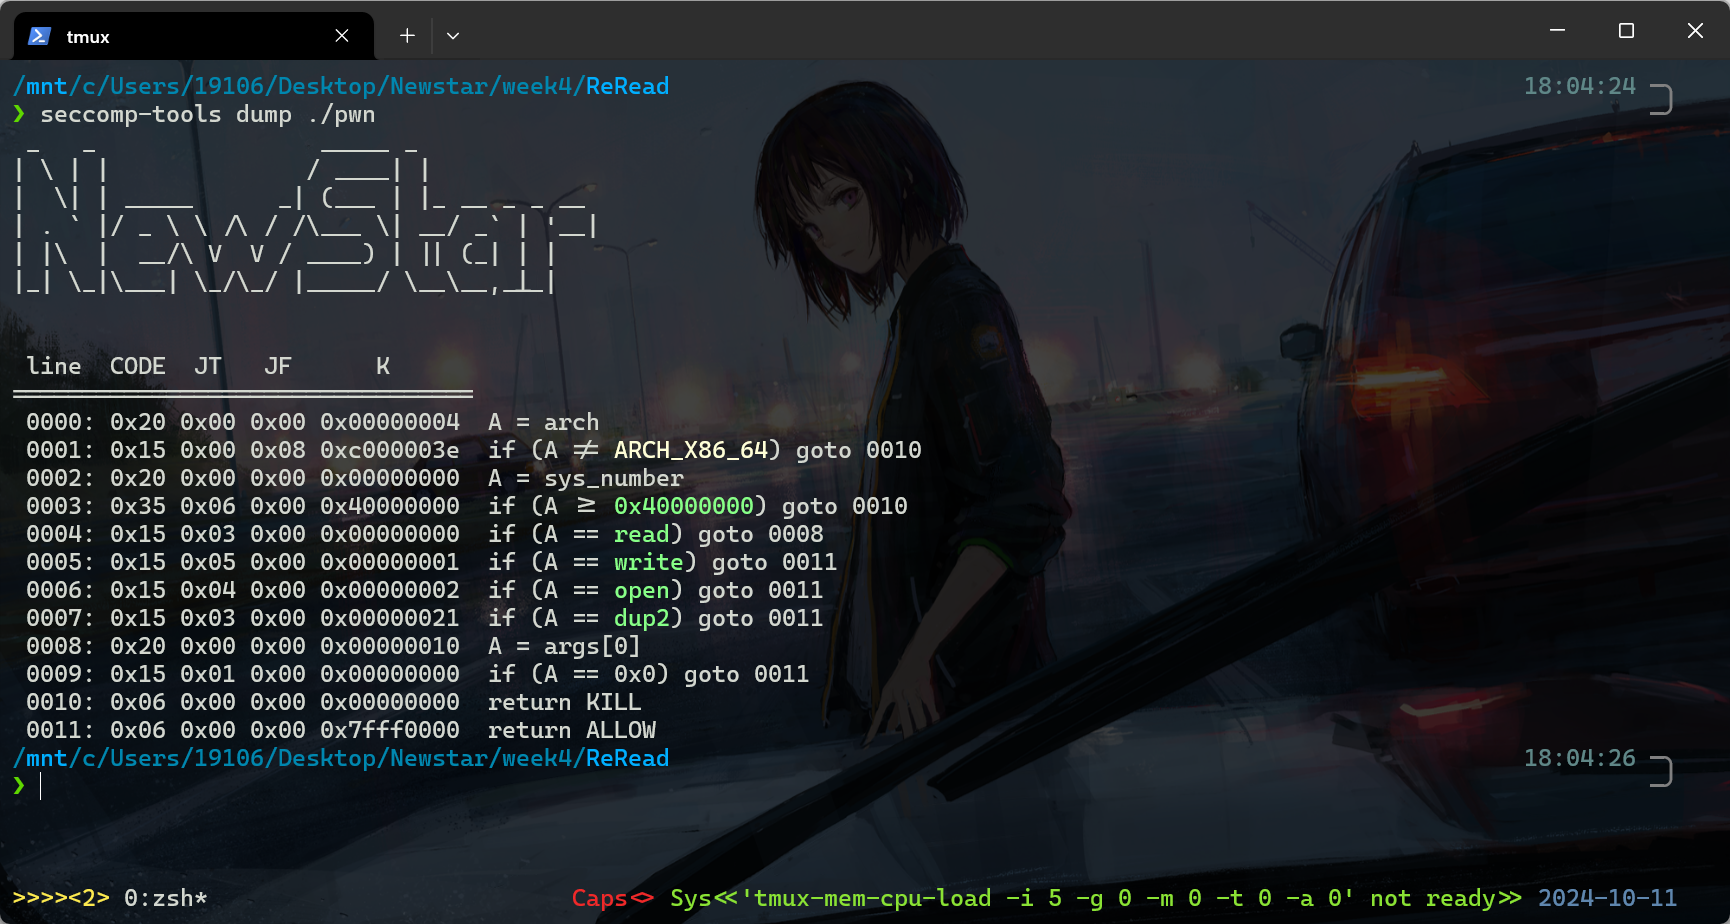 tmux
/mnt/c/Users/19106/Desktop/Newstar/week4/ReRead 18:04:24
❯ seccomp-tools dump ./pwn
NewStar
line CODE JT JF K
0000: 0x20 0x00 0x00 0x00000004 A = arch
0001: 0x15 0x00 0x08 0xc000003e if (A ≠ ARCH_X86_64) goto 0010
0002: 0x20 0x00 0x00 0x00000000 A = sys_number
0003: 0x35 0x06 0x00 0x40000000 if (A ≥ 0x40000000) goto 0010
0004: 0x15 0x03 0x00 0x00000000 if (A == read) goto 0008
0005: 0x15 0x05 0x00 0x00000001 if (A == write) goto 0011
0006: 0x15 0x04 0x00 0x00000002 if (A == open) goto 0011
0007: 0x15 0x03 0x00 0x00000021 if (A == dup2) goto 0011
0008: 0x20 0x00 0x00 0x00000010 A = args[0]
0009: 0x15 0x01 0x00 0x00000000 if (A == 0x0) goto 0011
0010: 0x06 0x00 0x00 0x00000000 return KILL
0011: 0x06 0x00 0x00 0x7fff0000 return ALLOW
/mnt/c/Users/19106/Desktop/Newstar/week4/ReRead 18:04:26
❯
>>>><2> 0:zsh* Caps<> Sys<<'tmux-mem-cpu-load -i 5 -g 0 -m 0 -t 0 -a 0' not ready>> 2024-10-11